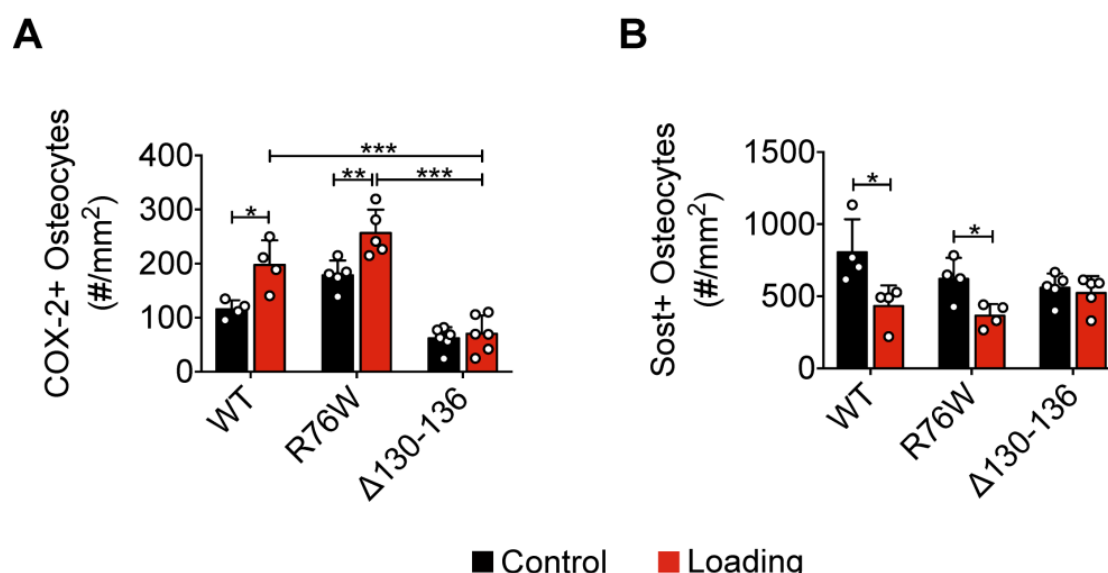 A
COX-2+ Osteocytes
(#/mm²)
400
300
200
100
0
***
** ***
*
WT
R76W
Δ130-136
B
Sost+ Osteocytes
(#/mm²)
1500
1000
500
0
*
*
WT
R76W
Δ130-136
Control Loading